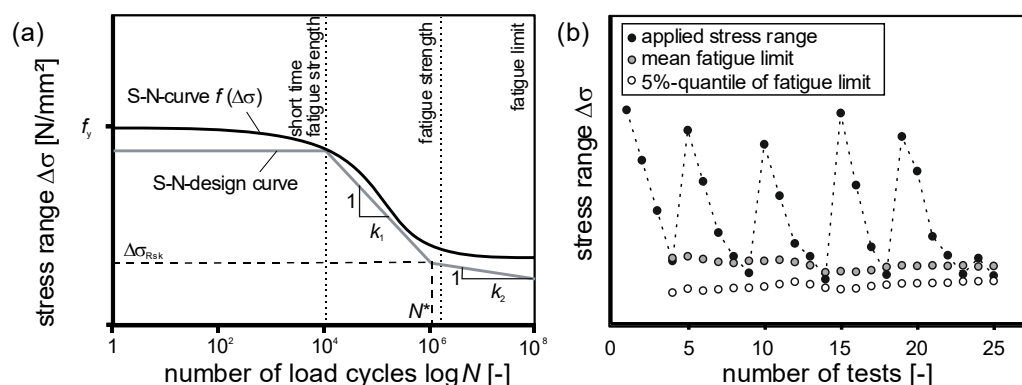 (a)
stress range Δσ [N/mm²]
f_y
S-N-curve f (Δσ)
S-N-design curve
Δσ_Rsk
short time
fatigue strength
fatigue strength
fatigue limit
1
k₁
1
k₂
N*
1
10²
10⁴
10⁶
10⁸
number of load cycles log N [-]
(b)
stress range Δσ
applied stress range
mean fatigue limit
5%-quantile of fatigue limit
0
5
10
15
20
25
number of tests [-]